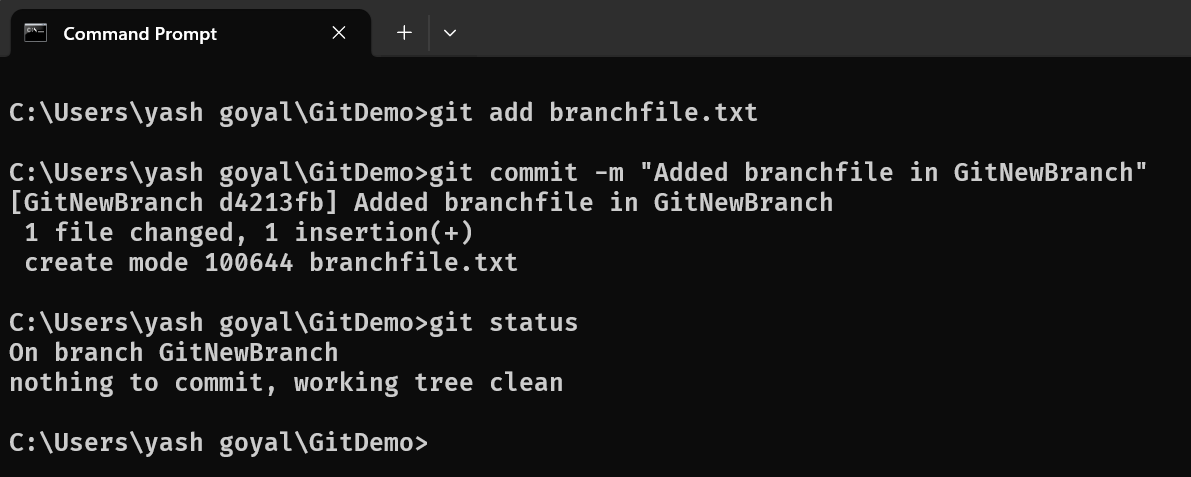 Command Prompt
C:\Users\yash goyal\GitDemo>git add branchfile.txt
C:\Users\yash goyal\GitDemo>git commit -m "Added branchfile in GitNewBranch"
[GitNewBranch d4213fb] Added branchfile in GitNewBranch
 1 file changed, 1 insertion(+)
 create mode 100644 branchfile.txt
C:\Users\yash goyal\GitDemo>git status
On branch GitNewBranch
nothing to commit, working tree clean
C:\Users\yash goyal\GitDemo>